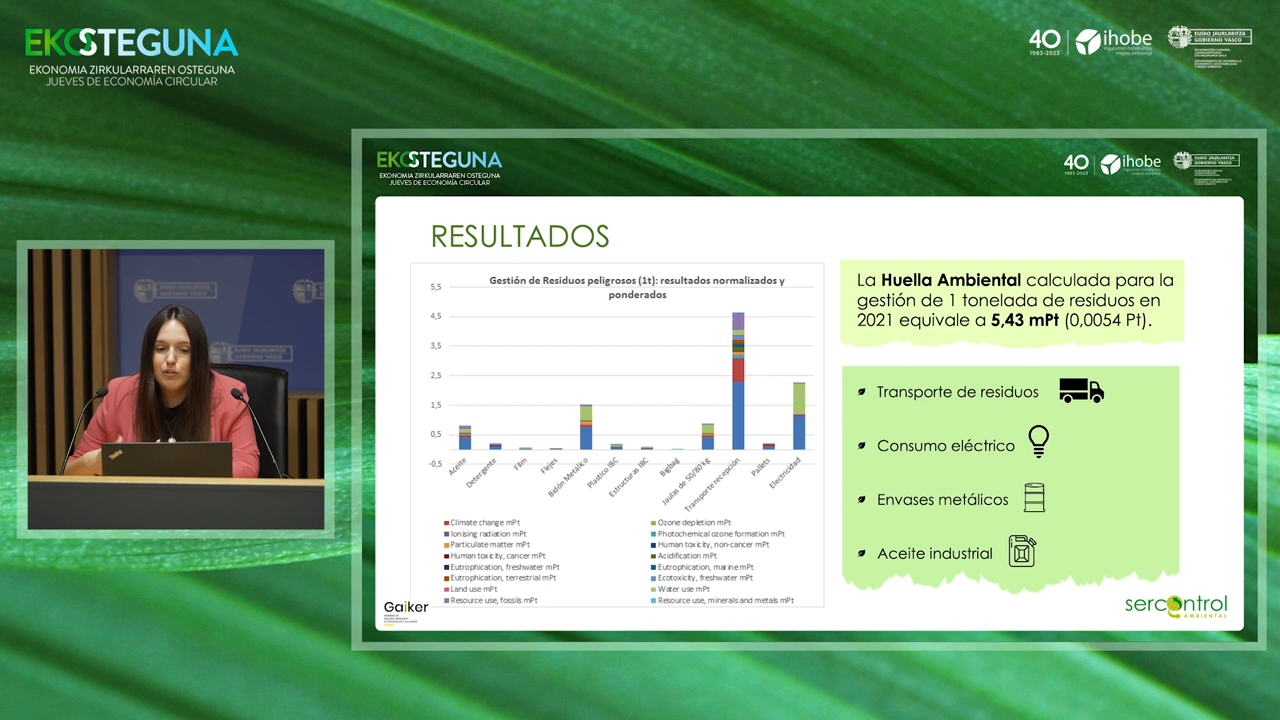 EKOSTEGUNA
EKONOMIA ZIRKULARRAREN OSTEGUNA
JUEVES DE ECONOMÍA CIRCULAR
40
1983-2023
ihobe
EUSKO JAURLARITZA
GOBIERNO VASCO
EKOSTEGUNA
EKONOMIA ZIRKULARRAREN OSTEGUNA
JUEVES DE ECONOMÍA CIRCULAR
40
1983-2023
ihobe
EUSKO JAURLARITZA
GOBIERNO VASCO
RESULTADOS
Gestión de Residuos peligrosos (1t): resultados normalizados y
ponderados
5,5
4,5
3,5
2,5
1,5
0,5
-0,5
Aceite
Detergente
Film
Flejes
Bidón Metálico
Plastico IBC
Estructuras IBC
Bigbag
Jaulas de 50/80 kg
Transporte recepción
Pallets
Electricidad
Climate change mPt
Ozone depletion mPt
Ionising radiation mPt
Photochemical ozone formation mPt
Particulate matter mPt
Human toxicity, non-cancer mPt
Human toxicity, cancer mPt
Acidification mPt
Eutrophication, freshwater mPt
Eutrophication, marine mPt
Eutrophication, terrestrial mPt
Ecotoxicity, freshwater mPt
Land use mPt
Water use mPt
Resource use, fossils mPt
Resource use, minerals and metals mPt
La Huella Ambiental calculada para la
gestión de 1 tonelada de residuos en
2021 equivale a 5,43 mPt (0,0054 Pt).
Transporte de residuos
Consumo eléctrico
Envases metálicos
Aceite industrial
Gaiker
sercontrol
AMBIENTAL